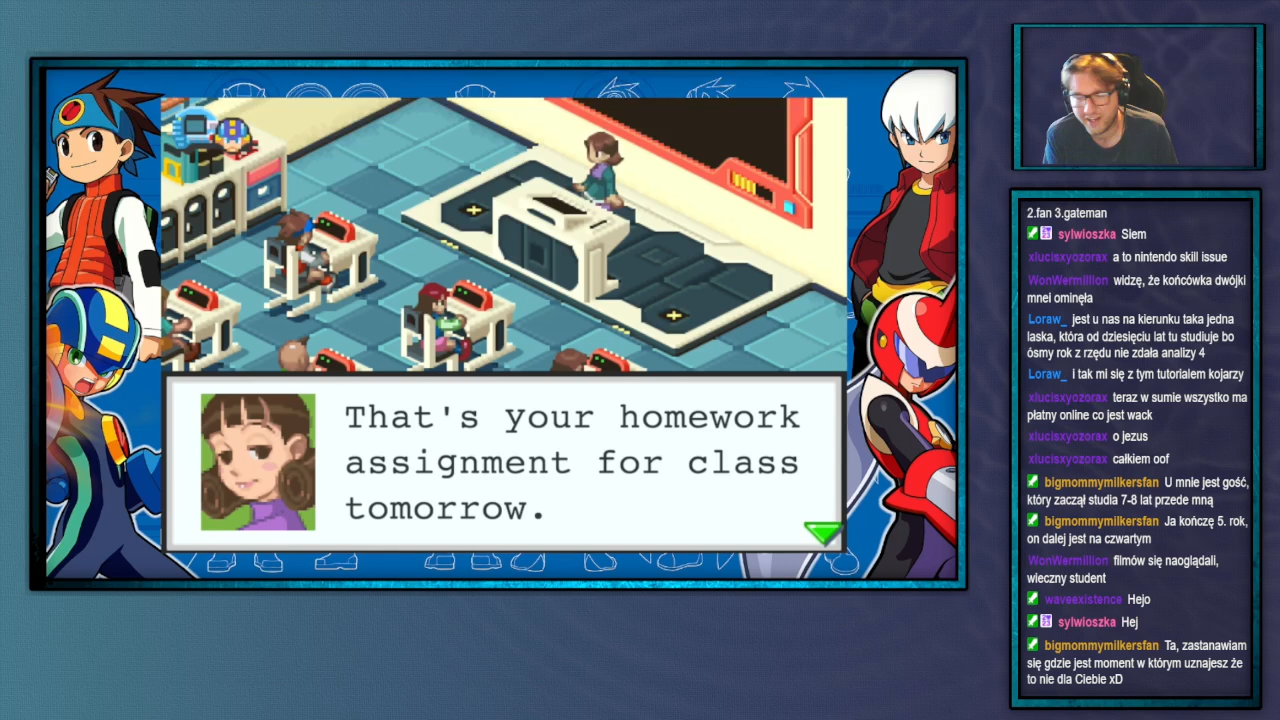 That's your homework
assignment for class
tomorrow.
2.fan 3.gateman
sylwioszka Siem
xlucisxyozorax a to nintendo skill issue
WonWermillion widzę, że końcówka dwójki
mnei ominęła
Loraw_ jest u nas na kierunku taka jedna
laska, która od dziesięciu lat tu studiuje bo
ósmy rok z rzędu nie zdała analizy 4
Loraw_ i tak mi się z tym tutorialem kojarzy
xlucisxyozorax teraz w sumie wszystko ma
płatny online co jest wack
xlucisxyozorax o jezus
xlucisxyozorax całkiem oof
bigmommymilkersfan U mnie jest gość,
który zaczął studia 7-8 lat przede mną
bigmommymilkersfan Ja kończę 5. rok,
on dalej jest na czwartym
WonWermillion filmów się naoglądali,
wieczny student
waveexistence Hejo
sylwioszka Hej
bigmommymilkersfan Ta, zastanawiam
się gdzie jest moment w którym uznajesz że
to nie dla Ciebie xD